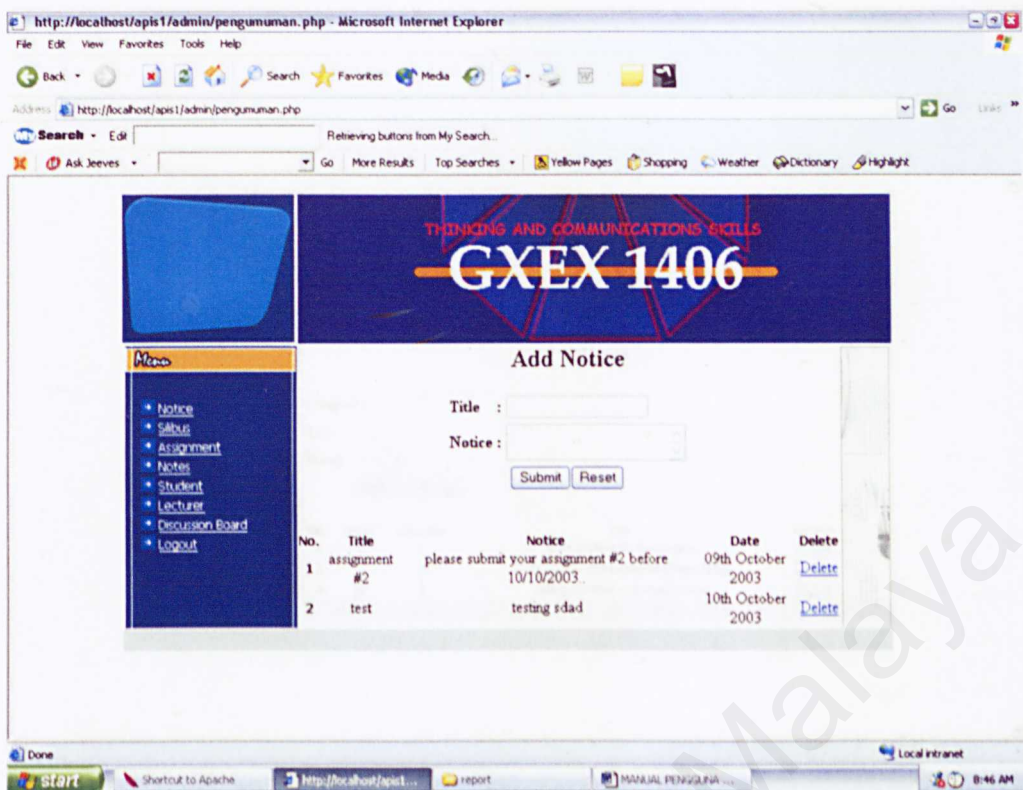 http://localhost/apis1/admin/pengumuman.php - Microsoft Internet Explorer
File Edit View Favorites Tools Help
Back Search Favorites Media
Address http://localhost/apis1/admin/pengumuman.php Go Links »
My Search Edit Retrieving buttons from My Search...
Ask Jeeves Go More Results Top Searches Yellow Pages Shopping Weather Dictionary Highlight
THINKING AND COMMUNICATIONS SKILLS
GXEX 1406
Menu
Notice
Silibus
Assignment
Notes
Student
Lecturer
Discussion Board
Logout
Add Notice
Title :
Notice :
Submit Reset
No. Title Notice Date Delete
1 assignment #2 please submit your assignment #2 before 10/10/2003.. 09th October 2003 Delete
2 test testing sdad 10th October 2003 Delete
Done Local intranet
start Shortcut to Apache http://localhost/apis1... report MANUAL PENGGUNA ... 8:46 AM
Malaya